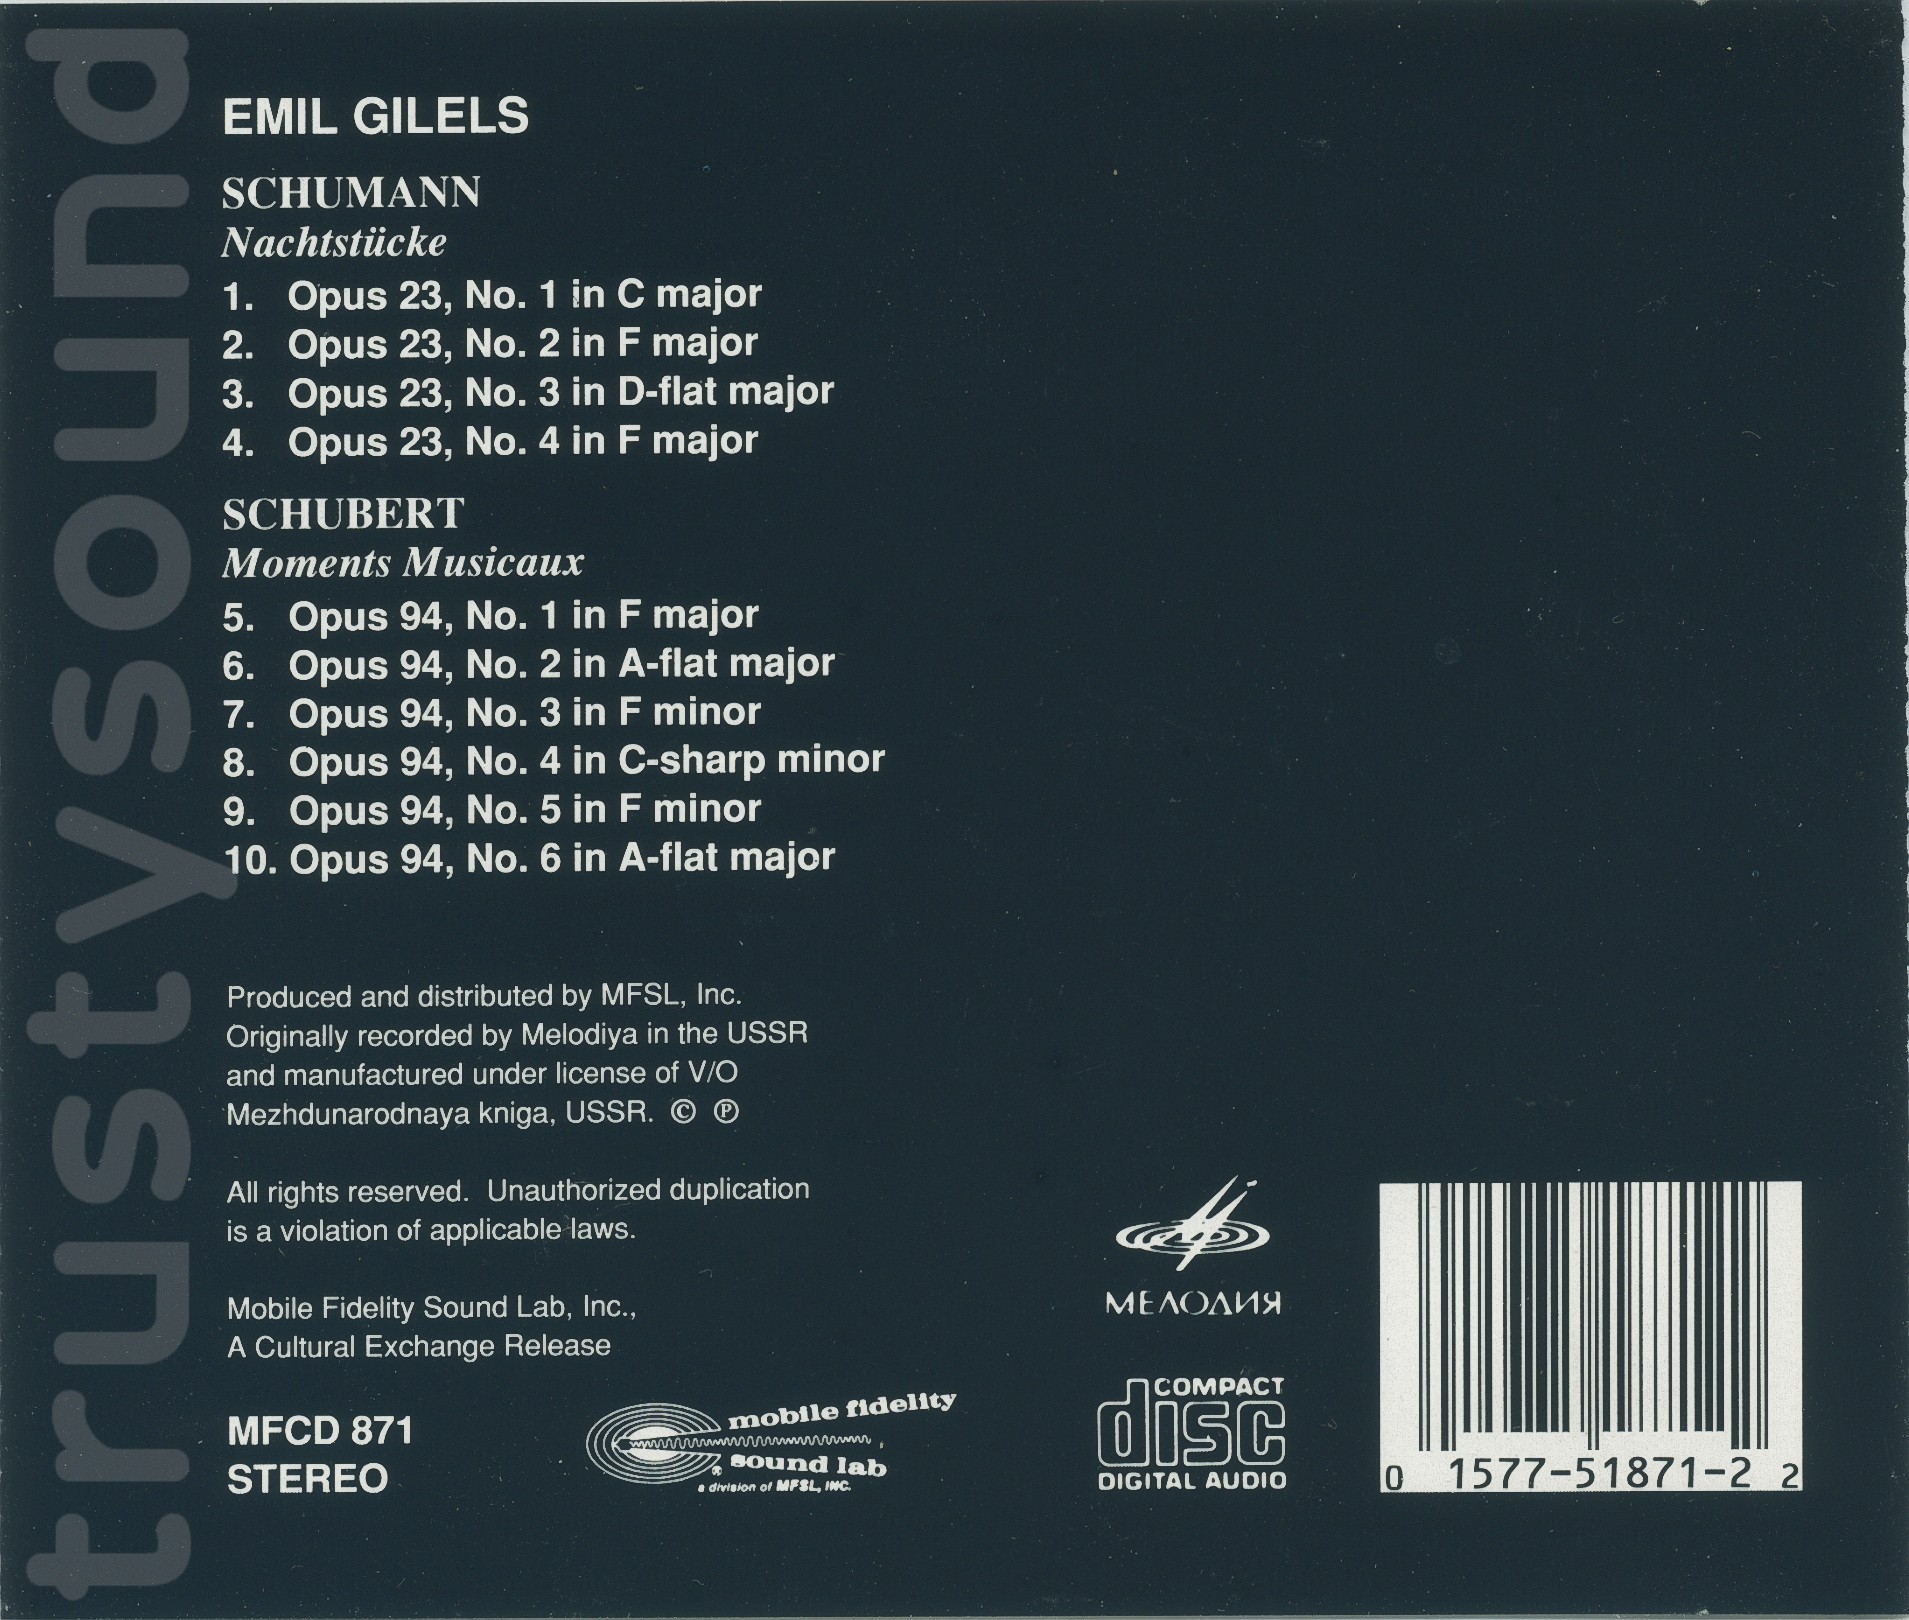 trustysound
EMIL GILELS
SCHUMANN
Nachtstücke
1. Opus 23, No. 1 in C major
2. Opus 23, No. 2 in F major
3. Opus 23, No. 3 in D-flat major
4. Opus 23, No. 4 in F major
SCHUBERT
Moments Musicaux
5. Opus 94, No. 1 in F major
6. Opus 94, No. 2 in A-flat major
7. Opus 94, No. 3 in F minor
8. Opus 94, No. 4 in C-sharp minor
9. Opus 94, No. 5 in F minor
10. Opus 94, No. 6 in A-flat major
Produced and distributed by MFSL, Inc.
Originally recorded by Melodiya in the USSR
and manufactured under license of V/O
Mezhdunarodnaya kniga, USSR. © ℗
All rights reserved. Unauthorized duplication
is a violation of applicable laws.
Mobile Fidelity Sound Lab, Inc.,
A Cultural Exchange Release
MFCD 871
STEREO
mobile fidelity
® sound lab
a division of MFSL, INC.
МЕЛОДИЯ
COMPACT
disc
DIGITAL AUDIO
0 1577-51871-2 2